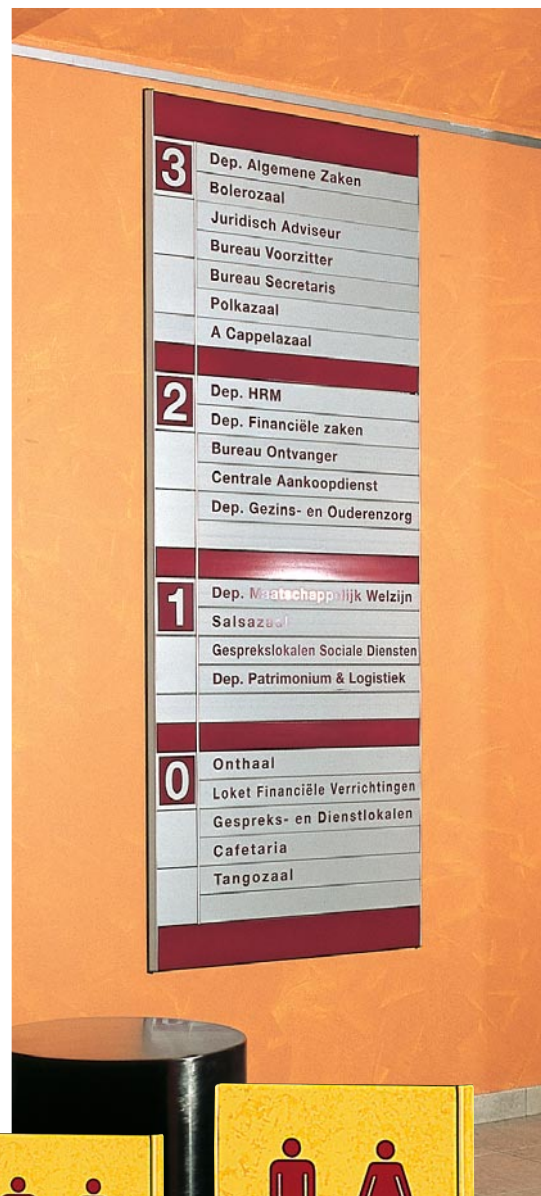 3
Dep. Algemene Zaken
Bolerozaal
Juridisch Adviseur
Bureau Voorzitter
Bureau Secretaris
Polkazaal
A Cappelazaal
2
Dep. HRM
Dep. Financiële zaken
Bureau Ontvanger
Centrale Aankoopdienst
Dep. Gezins- en Ouderenzorg
1
Dep. Maatschappelijk Welzijn
Salsazaal
Gesprekslokalen Sociale Diensten
Dep. Patrimonium & Logistiek
0
Onthaal
Loket Financiële Verrichtingen
Gespreks- en Dienstlokalen
Cafetaria
Tangozaal